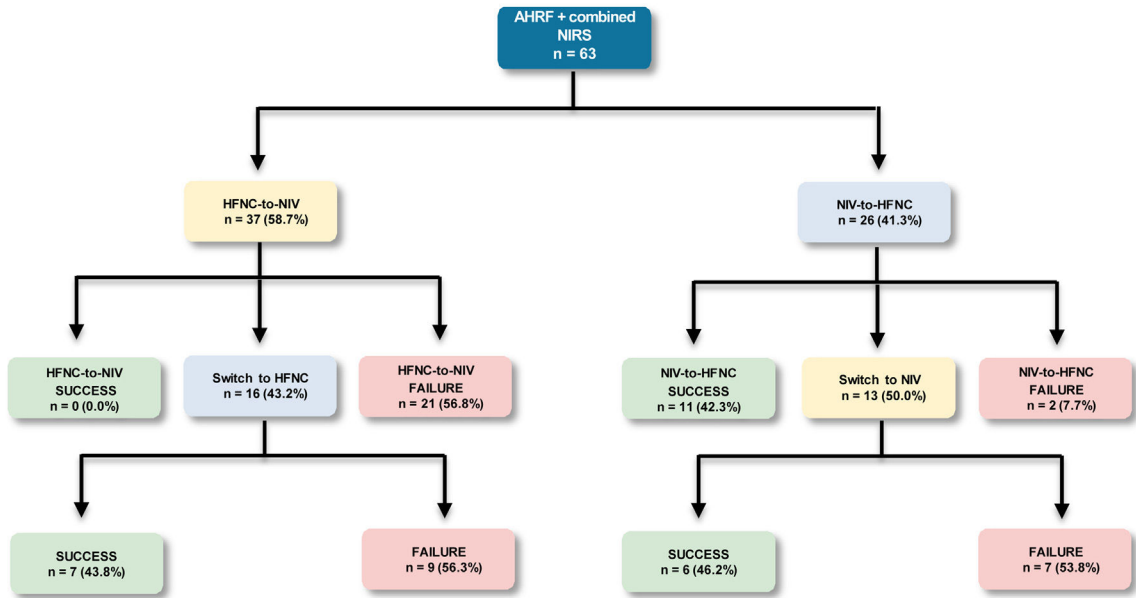 AHRF + combined
NIRS
n = 63
HFNC-to-NIV
n = 37 (58.7%)
NIV-to-HFNC
n = 26 (41.3%)
HFNC-to-NIV
SUCCESS
n = 0 (0.0%)
Switch to HFNC
n = 16 (43.2%)
HFNC-to-NIV
FAILURE
n = 21 (56.8%)
NIV-to-HFNC
SUCCESS
n = 11 (42.3%)
Switch to NIV
n = 13 (50.0%)
NIV-to-HFNC
FAILURE
n = 2 (7.7%)
SUCCESS
n = 7 (43.8%)
FAILURE
n = 9 (56.3%)
SUCCESS
n = 6 (46.2%)
FAILURE
n = 7 (53.8%)